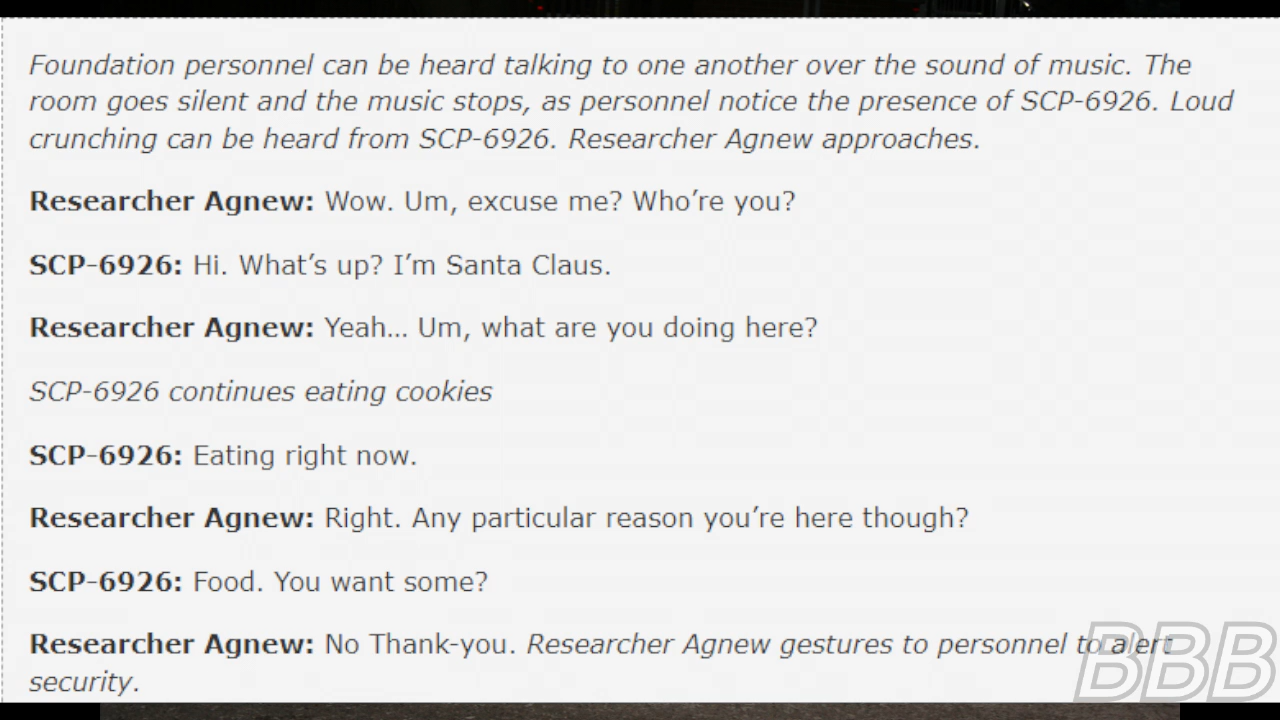 Foundation personnel can be heard talking to one another over the sound of music. The
room goes silent and the music stops, as personnel notice the presence of SCP-6926. Loud
crunching can be heard from SCP-6926. Researcher Agnew approaches.
Researcher Agnew: Wow. Um, excuse me? Who’re you?
SCP-6926: Hi. What’s up? I’m Santa Claus.
Researcher Agnew: Yeah… Um, what are you doing here?
SCP-6926 continues eating cookies
SCP-6926: Eating right now.
Researcher Agnew: Right. Any particular reason you’re here though?
SCP-6926: Food. You want some?
Researcher Agnew: No Thank-you. Researcher Agnew gestures to personnel to alert
security.
BBB